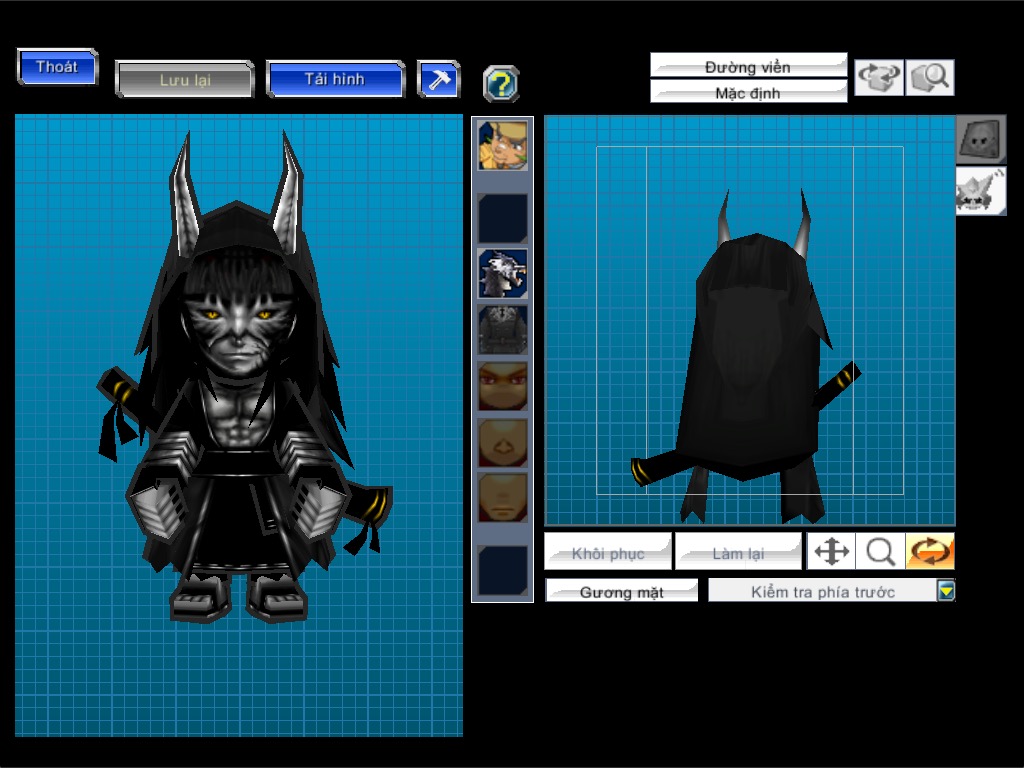 Thoát
Lưu lại
Tải hình
?
Đường viền
Mặc định
Khôi phục
Làm lại
Gương mặt
Kiểm tra phía trước